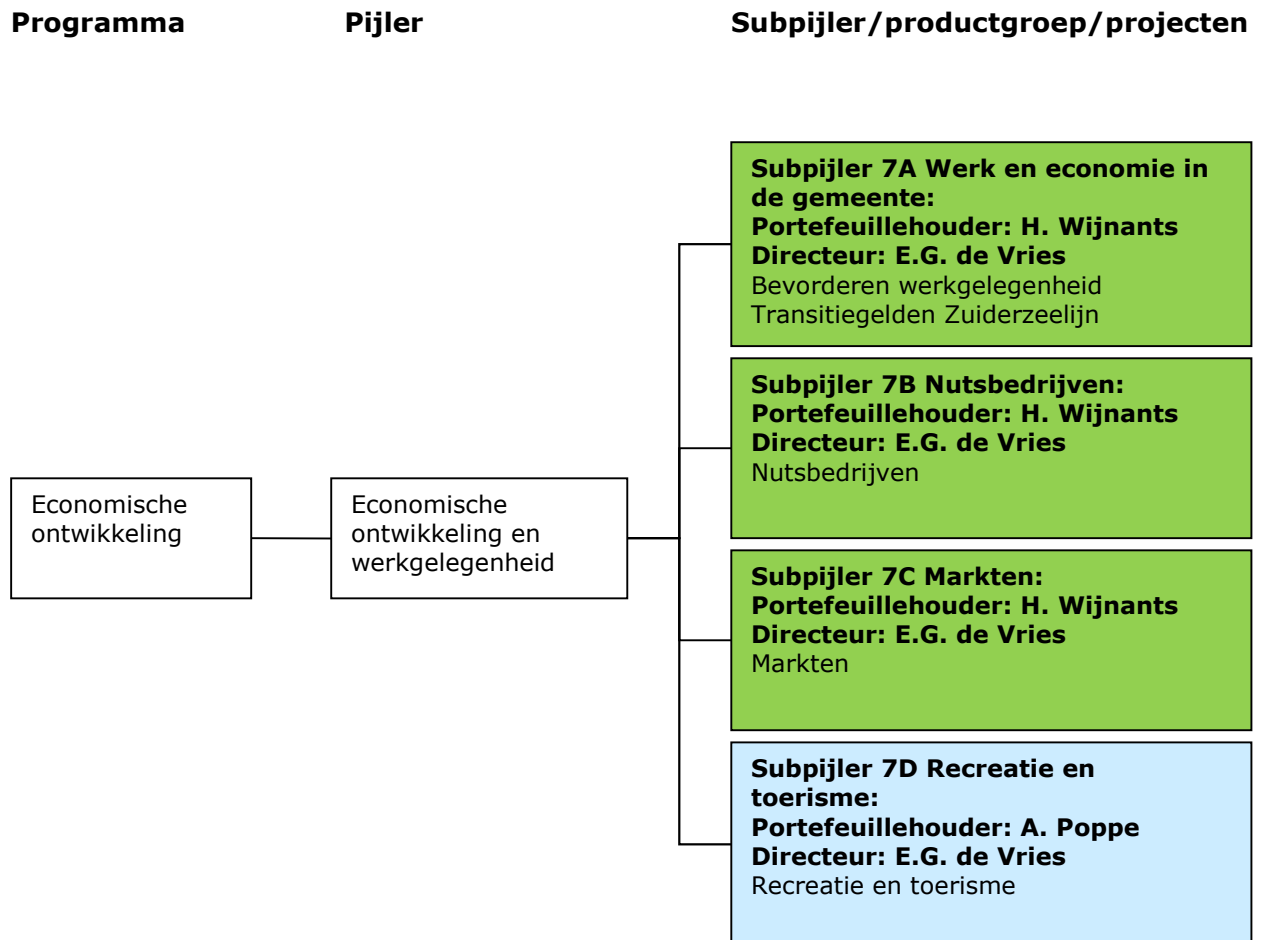 Programma
Pijler
Subpijler/productgroep/projecten
Economische
ontwikkeling
Economische
ontwikkeling en
werkgelegenheid
Subpijler 7A Werk en economie in
de gemeente:
Portefeuillehouder: H. Wijnants
Directeur: E.G. de Vries
Bevorderen werkgelegenheid
Transitiegelden Zuiderzeelijn
Subpijler 7B Nutsbedrijven:
Portefeuillehouder: H. Wijnants
Directeur: E.G. de Vries
Nutsbedrijven
Subpijler 7C Markten:
Portefeuillehouder: H. Wijnants
Directeur: E.G. de Vries
Markten
Subpijler 7D Recreatie en
toerisme:
Portefeuillehouder: A. Poppe
Directeur: E.G. de Vries
Recreatie en toerisme